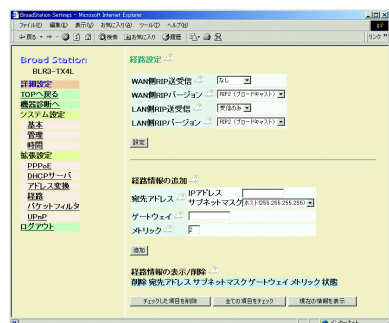 BroadStation Settings - Microsoft Internet Explorer
ファイル(F) 編集(E) 表示(V) お気に入り(A) ツール(T) ヘルプ(H)
戻る 検索 お気に入り 履歴 リンク
Broad Station
BLR3-TX4L
詳細設定
TOPへ戻る
機器診断へ
システム設定
基本
管理
時間
拡張設定
PPPoE
DHCPサーバ
アドレス変換
経路
パケットフィルタ
UPnP
ログアウト
経路設定
WAN側RIP送受信 なし
WAN側RIPバージョン RIP2 (ブロードキャスト)
LAN側RIP送受信 受信のみ
LAN側RIPバージョン RIP2 (ブロードキャスト)
設定
経路情報の追加
宛先アドレス IPアドレス
サブネットマスク ホスト(255.255.255.255)
ゲートウェイ
メトリック 2
追加
経路情報の表示/削除
削除 宛先アドレス サブネットマスク ゲートウェイ メトリック 状態
チェックした項目を削除 全ての項目をチェック 現在の情報を表示
インターネット